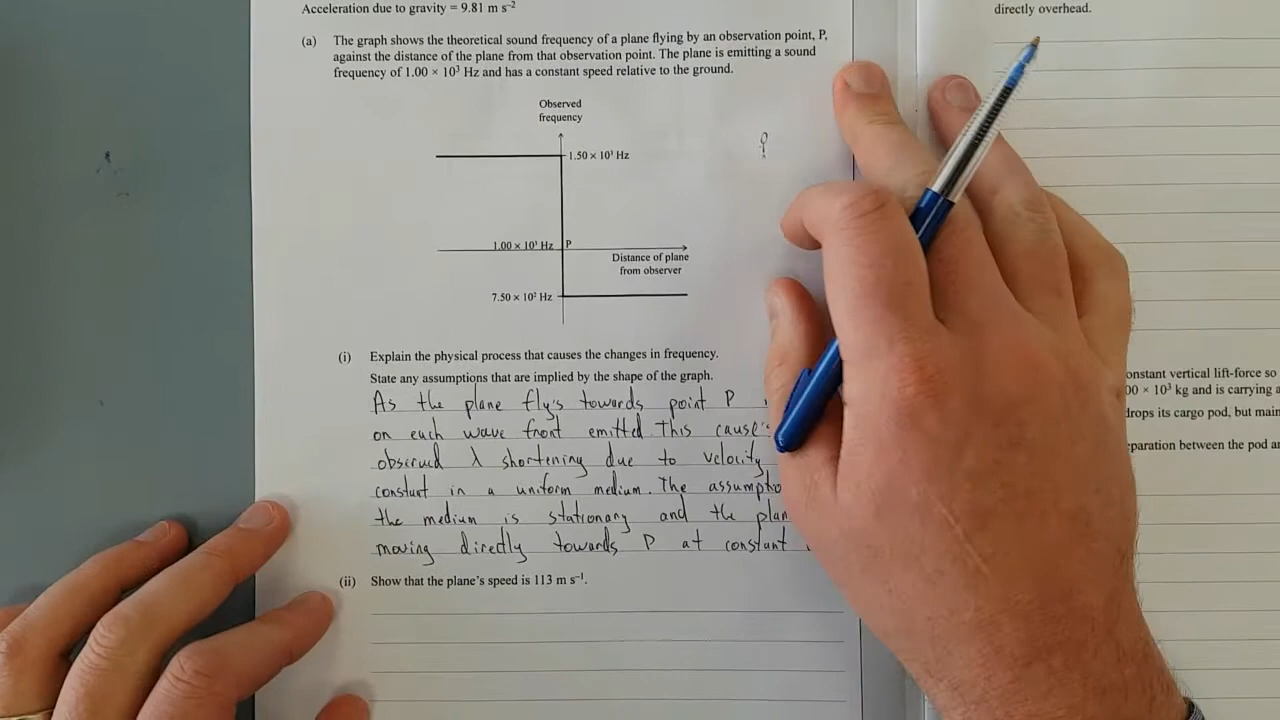 Acceleration due to gravity = 9.81 m s⁻²
(a) The graph shows the theoretical sound frequency of a plane flying by an observation point, P,
against the distance of the plane from that observation point. The plane is emitting a sound
frequency of 1.00 × 10³ Hz and has a constant speed relative to the ground.
Observed
frequency
1.50 × 10³ Hz
1.00 × 10³ Hz P
Distance of plane
from observer
7.50 × 10² Hz
(i) Explain the physical process that causes the changes in frequency.
State any assumptions that are implied by the shape of the graph.
As the plane fly's towards point P
on each wave front emitted. This cause's
shortening due to velocity
constant in a uniform medium. The
the medium is stationary and the
moving directly towards P at constant
(ii) Show that the plane's speed is 113 m s⁻¹.
directly overhead.
onstant vertical lift-force so
00 × 10³ kg and is carrying a
drops its cargo pod, but
between the pod